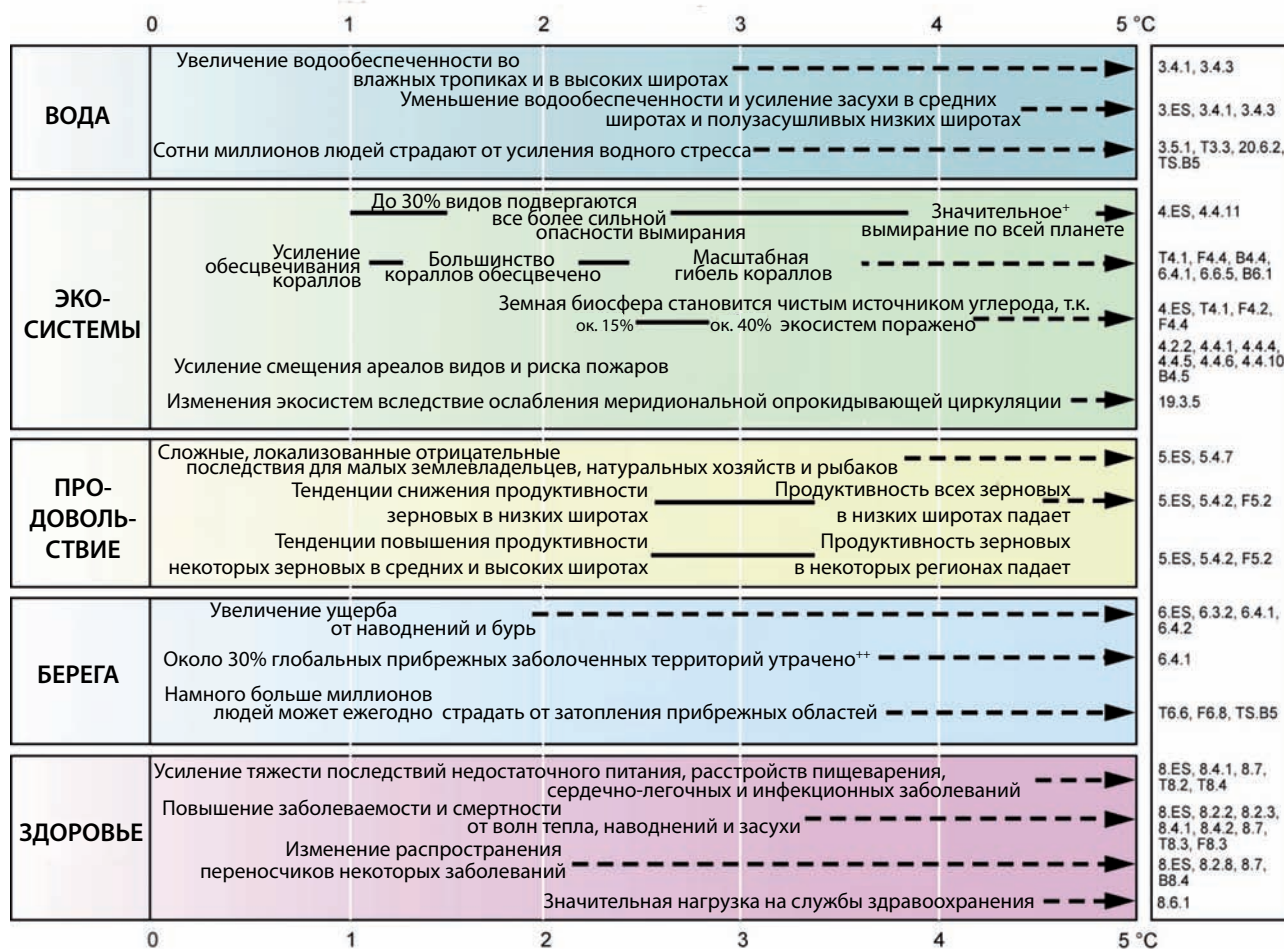 0 1 2 3 4 5 °C
ВОДА
Увеличение водообеспеченности во
влажных тропиках и в высоких широтах
3.4.1, 3.4.3
Уменьшение водообеспеченности и усиление засухи в средних
широтах и полузасушливых низких широтах
3.ES, 3.4.1, 3.4.3
Сотни миллионов людей страдают от усиления водного стресса
3.5.1, T3.3, 20.6.2,
TS.B5
ЭКО-
СИСТЕМЫ
До 30% видов подвергаются
все более сильной
опасности вымирания
Значительное+
вымирание по всей планете
4.ES, 4.4.11
Усиление
обесцвечивания
кораллов
Большинство
кораллов обесцвечено
Масштабная
гибель кораллов
T4.1, F4.4, B4.4,
6.4.1, 6.6.5, B6.1
Земная биосфера становится чистым источником углерода, т.к.
ок. 15% ок. 40% экосистем поражено
4.ES, T4.1, F4.2,
F4.4
Усиление смещения ареалов видов и риска пожаров
4.2.2, 4.4.1, 4.4.4,
4.4.5, 4.4.6, 4.4.10
B4.5
Изменения экосистем вследствие ослабления меридиональной опрокидывающей циркуляции
19.3.5
ПРО-
ДОВОЛЬ-
СТВИЕ
Сложные, локализованные отрицательные
последствия для малых землевладельцев, натуральных хозяйств и рыбаков
5.ES, 5.4.7
Тенденции снижения продуктивности
зерновых в низких широтах
Продуктивность всех зерновых
в низких широтах падает
5.ES, 5.4.2, F5.2
Тенденции повышения продуктивности
некоторых зерновых в средних и высоких широтах
Продуктивность зерновых
в некоторых регионах падает
5.ES, 5.4.2, F5.2
БЕРЕГА
Увеличение ущерба
от наводнений и бурь
6.ES, 6.3.2, 6.4.1,
6.4.2
Около 30% глобальных прибрежных заболоченных территорий утрачено++
6.4.1
Намного больше миллионов
людей может ежегодно страдать от затопления прибрежных областей
T6.6, F6.8, TS.B5
ЗДОРОВЬЕ
Усиление тяжести последствий недостаточного питания, расстройств пищеварения,
сердечно-легочных и инфекционных заболеваний
8.ES, 8.4.1, 8.7,
T8.2, T8.4
Повышение заболеваемости и смертности
от волн тепла, наводнений и засухи
8.ES, 8.2.2, 8.2.3,
8.4.1, 8.4.2, 8.7,
T8.3, F8.3
Изменение распространения
переносчиков некоторых заболеваний
8.ES, 8.2.8, 8.7,
B8.4
Значительная нагрузка на службы здравоохранения
8.6.1
0 1 2 3 4 5 °C